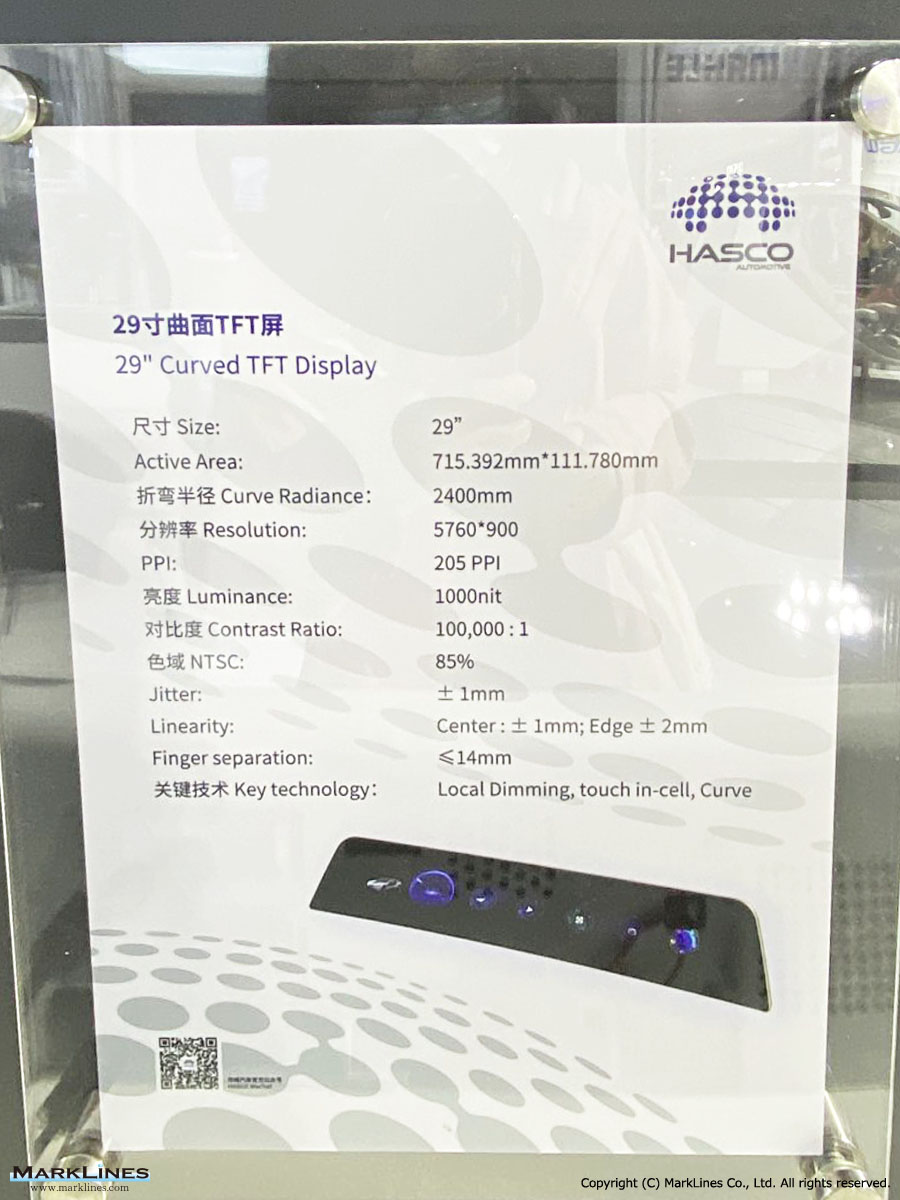 MAHLE
HASCO
AUTOMOTIVE
29寸曲面TFT屏
29" Curved TFT Display
尺寸 Size: 29”
Active Area: 715.392mm*111.780mm
折弯半径 Curve Radiance： 2400mm
分辨率 Resolution: 5760*900
PPI: 205 PPI
亮度 Luminance: 1000nit
对比度 Contrast Ratio: 100,000 : 1
色域 NTSC: 85%
Jitter: ± 1mm
Linearity: Center : ± 1mm; Edge ± 2mm
Finger separation: ≤14mm
关键技术 Key technology： Local Dimming, touch in-cell, Curve
HASCO WeChat
MARKLINES
www.marklines.com
Copyright (C) MarkLines Co., Ltd. All rights reserved.